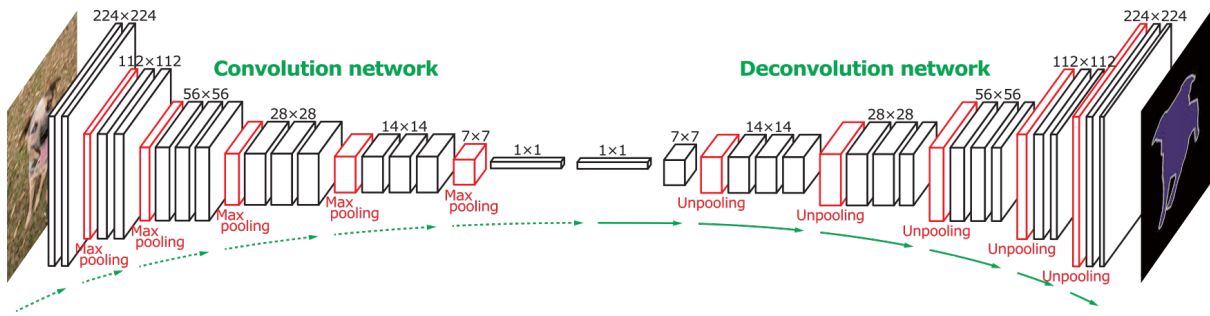 224×224
112×112
Convolution network
56×56
28×28
14×14
7×7
1×1
1×1
7×7
14×14
Deconvolution network
28×28
56×56
112×112
224×224
Max
pooling
Max
pooling
Max
pooling
Max
pooling
Max
pooling
Unpooling
Unpooling
Unpooling
Unpooling
Unpooling